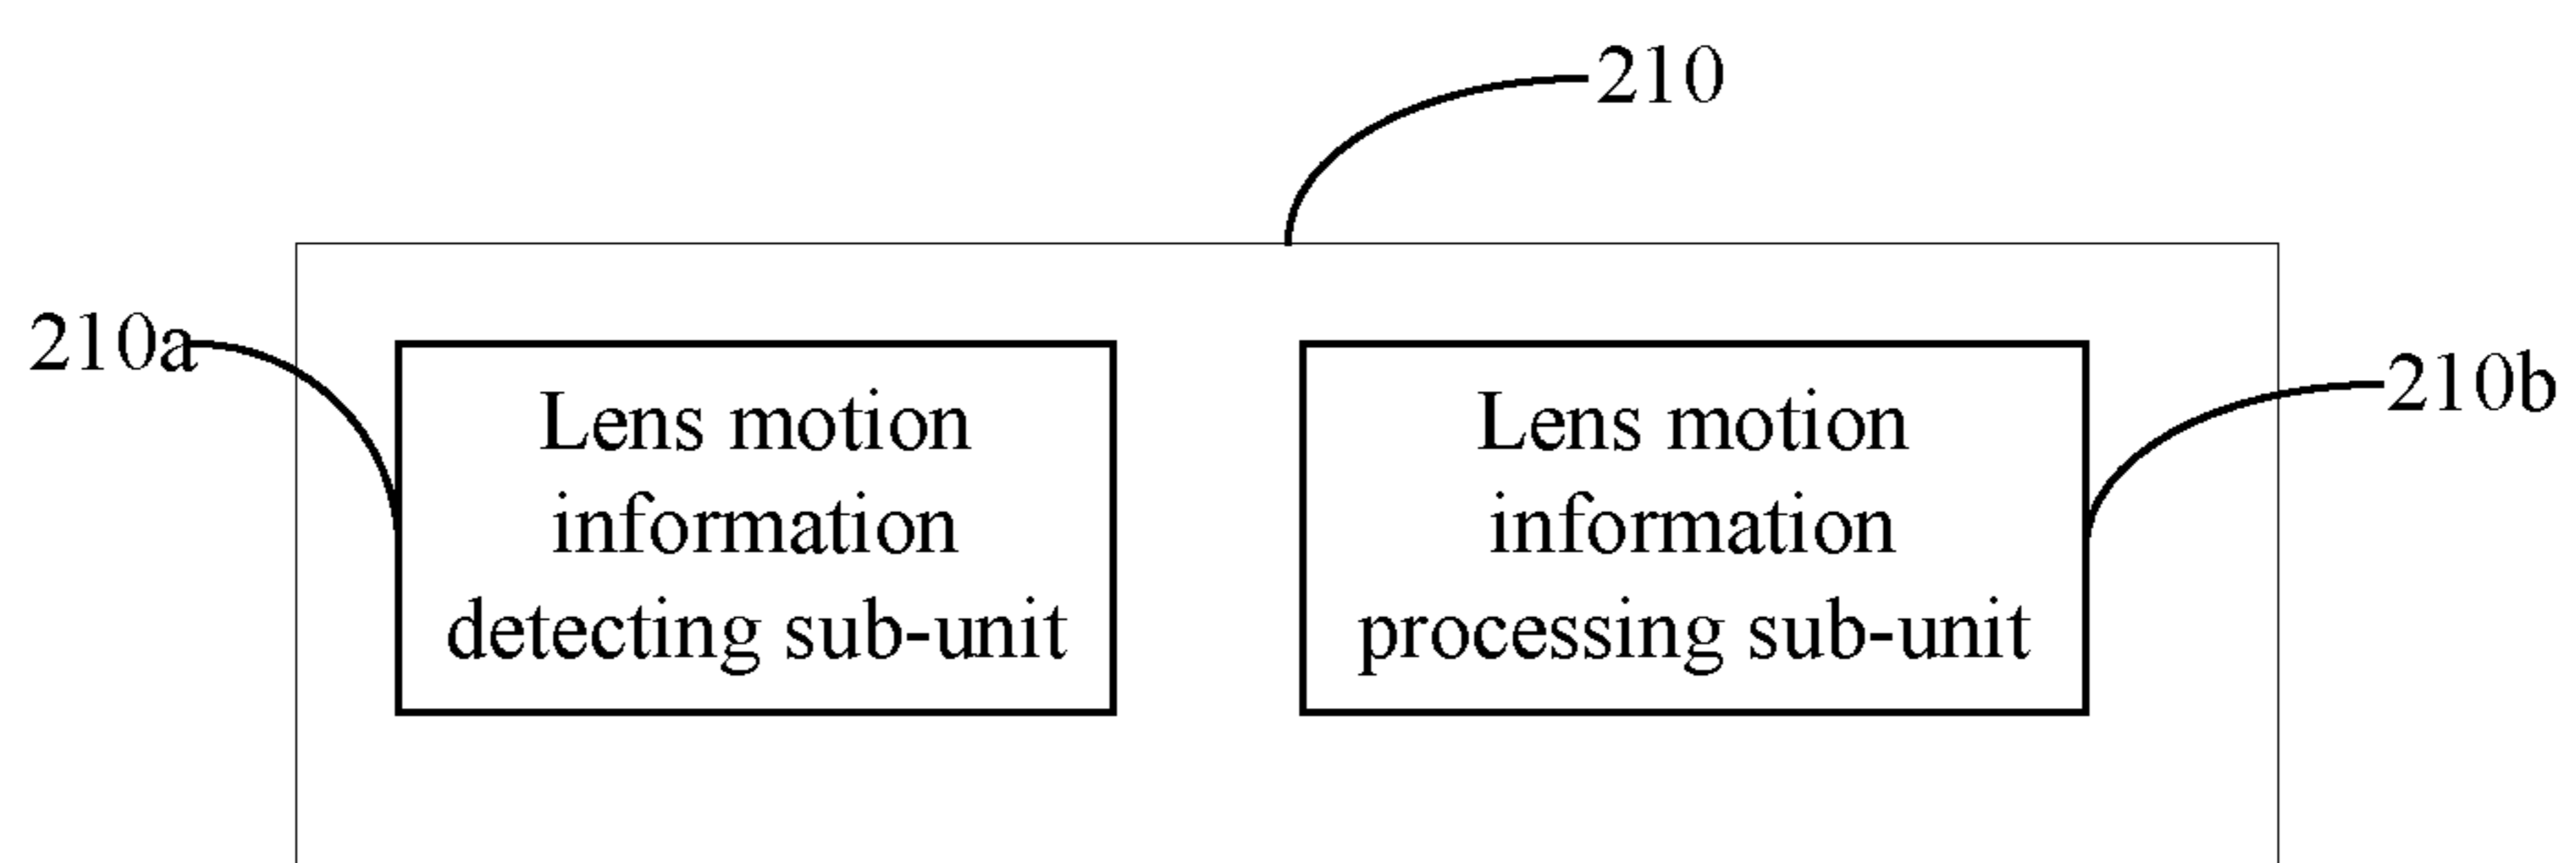 210
210a
Lens motion
information
detecting sub-unit
Lens motion
information
processing sub-unit
210b